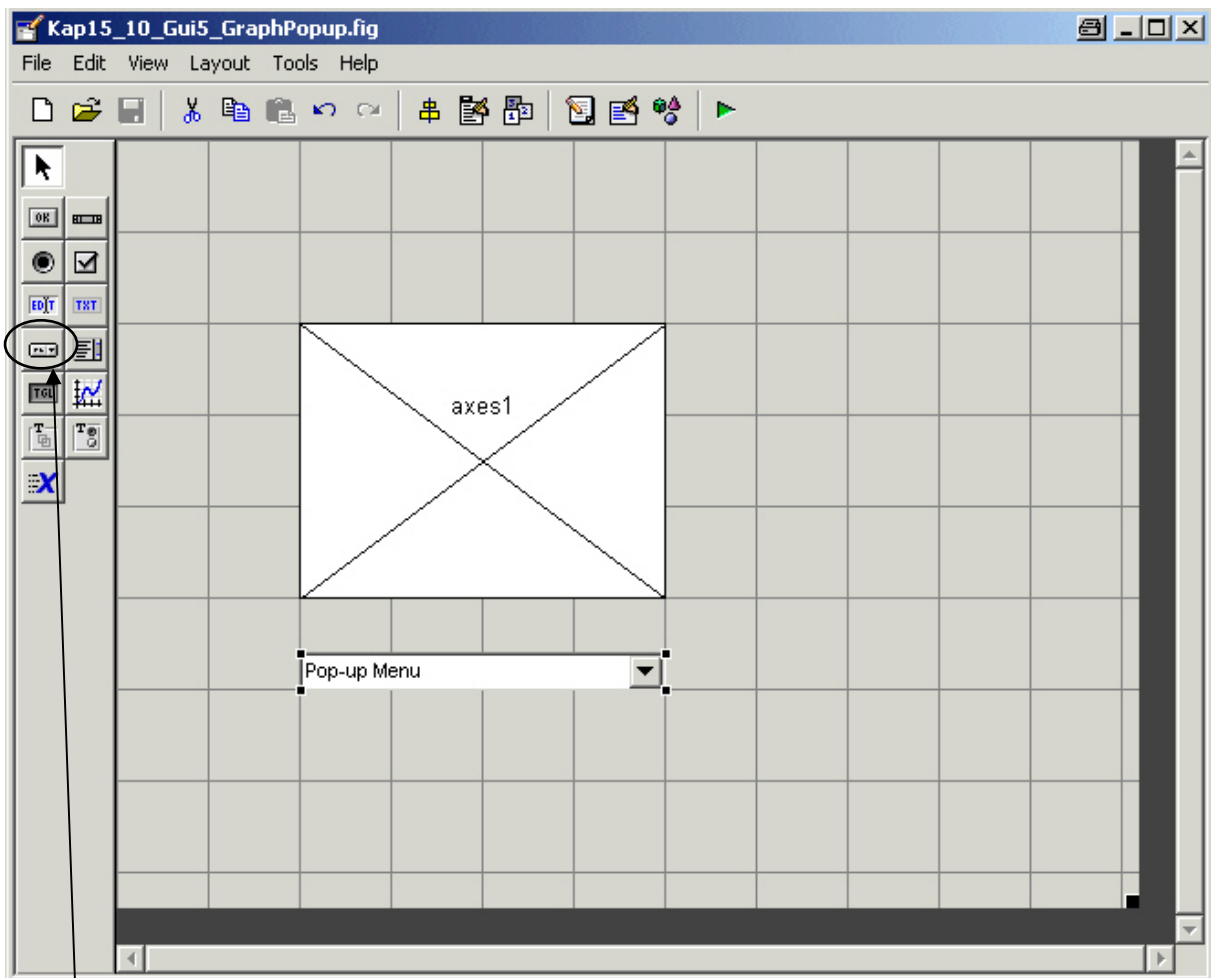 Kap15_10_Gui5_GraphPopup.fig
File Edit View Layout Tools Help
OK
EDIT TXT
TGL
T T
X
axes1
Pop-up Menu